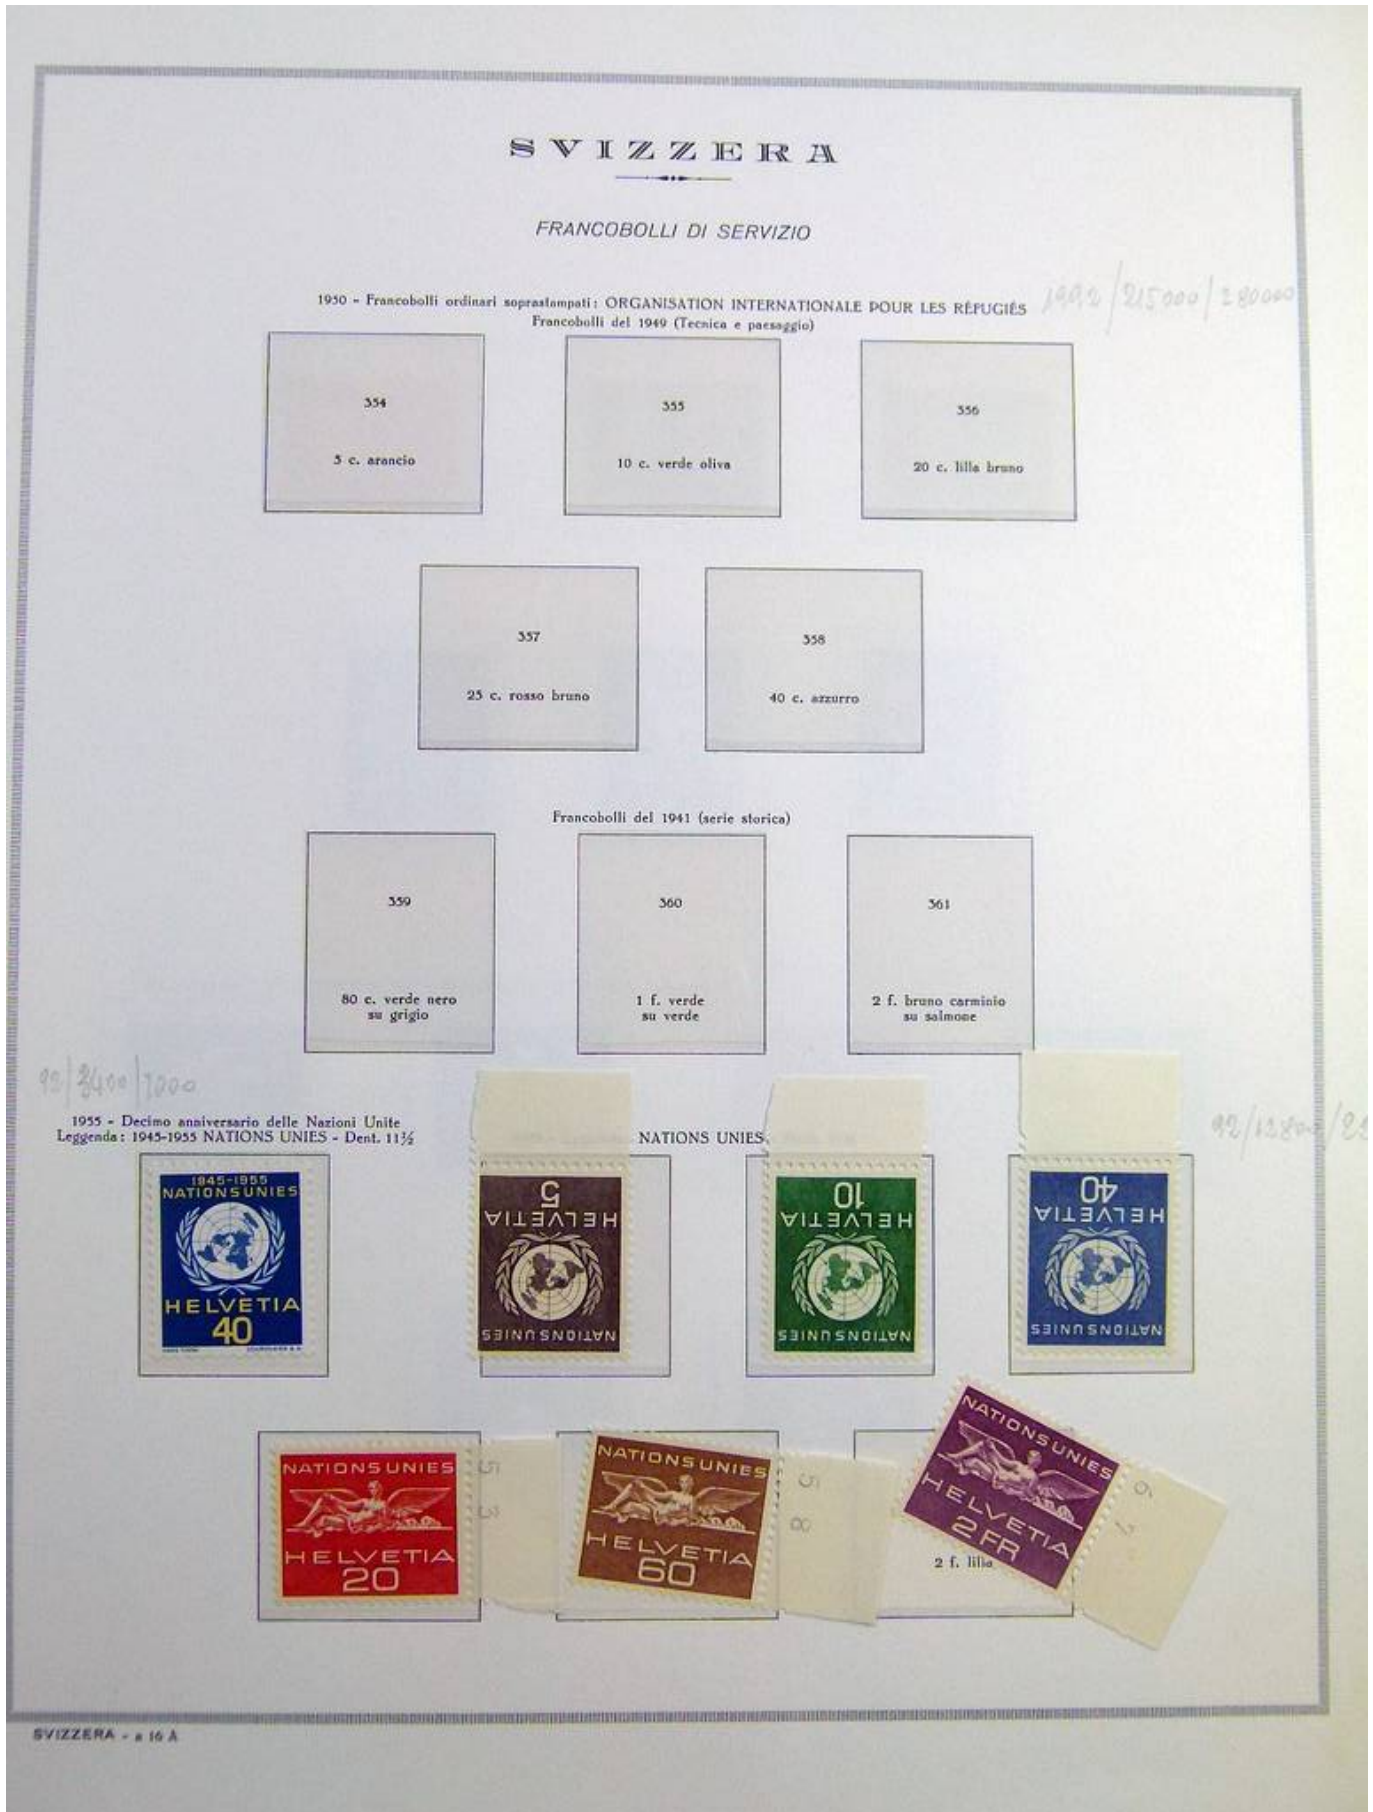 SVIZZERA
FRANCOBOLLI DI SERVIZIO
1950 - Francobolli ordinari soprastampati: ORGANISATION INTERNATIONALE POUR LES RÉFUGIÉS
1992/215000/280000
Francobolli del 1949 (Tecnica e paesaggio)
354
5 c. arancio
355
10 c. verde oliva
356
20 c. lilla bruno
357
25 c. rosso bruno
358
40 c. azzurro
Francobolli del 1941 (serie storica)
359
80 c. verde nero
su grigio
360
1 f. verde
su verde
361
2 f. bruno carminio
su salmone
1955 - Decimo anniversario delle Nazioni Unite
Leggenda: 1945-1955 NATIONS UNIES - Dent. 11½
NATIONS UNIES
1945-1955
NATIONS UNIES
HELVETIA
40
5
HELVETIA
NATIONS UNIES
10
HELVETIA
NATIONS UNIES
40
HELVETIA
NATIONS UNIES
NATIONS UNIES
HELVETIA
20
53
NATIONS UNIES
HELVETIA
60
58
NATIONS UNIES
HELVETIA
2 FR
2 f. lilla
SVIZZERA - a 16 A